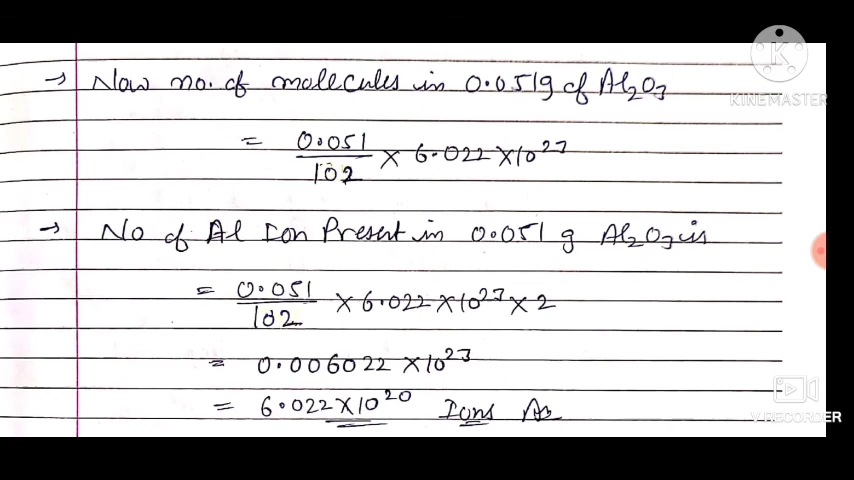 KINEMASTER
→ Now no. of molecules in 0.051g of Al2O3
= 0.051/102 × 6.022 × 10^23
→ No of Al Ion Present in 0.051 g Al2O3 is
= 0.051/102 × 6.022 × 10^23 × 2
= 0.006022 × 10^23
= 6.022 × 10^20 Ions
V RECORDER